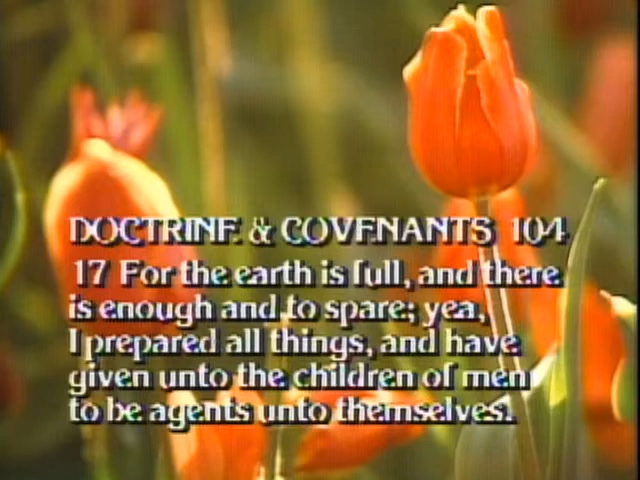 DOCTRINE & COVENANTS 104
17 For the earth is full, and there
is enough and to spare; yea,
I prepared all things, and have
given unto the children of men
to be agents unto themselves.